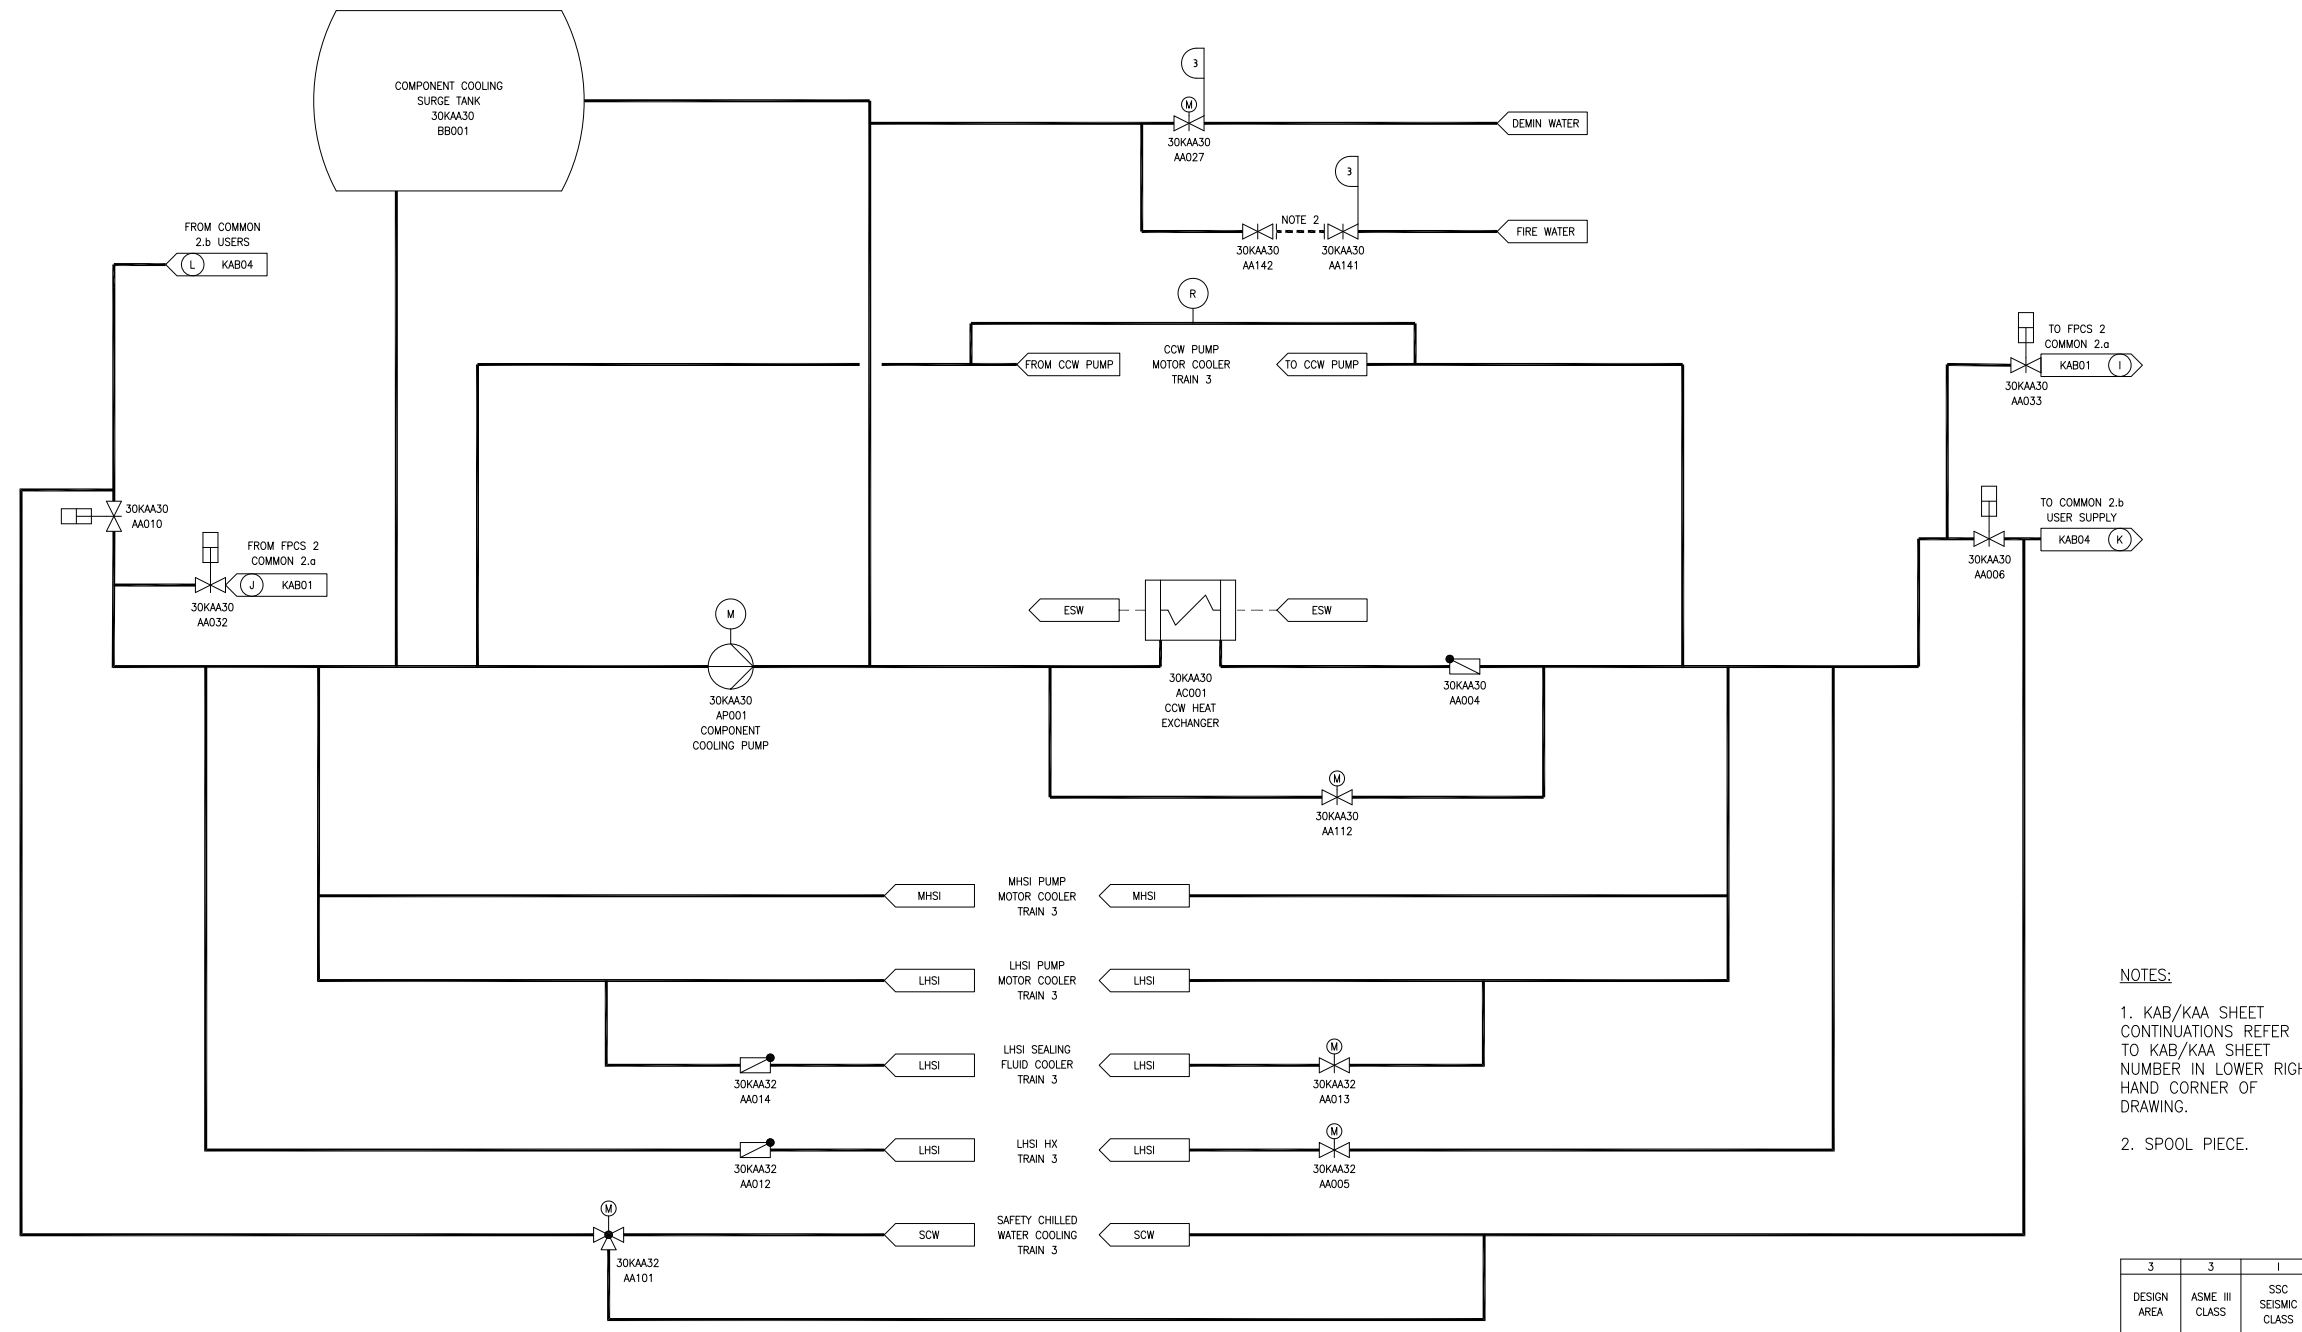 COMPONENT COOLING
SURGE TANK
30KAA30
BB001
3
M
30KAA30
AA027
DEMIN WATER
3
NOTE 2
30KAA30
AA142
30KAA30
AA141
FIRE WATER
FROM COMMON
2.b USERS
L KAB04
R
FROM CCW PUMP
CCW PUMP
MOTOR COOLER
TRAIN 3
TO CCW PUMP
TO FPCS 2
COMMON 2.a
KAB01 I
30KAA30
AA033
30KAA30
AA010
FROM FPCS 2
COMMON 2.a
J KAB01
30KAA30
AA032
TO COMMON 2.b
USER SUPPLY
KAB04 K
30KAA30
AA006
M
30KAA30
AP001
COMPONENT
COOLING PUMP
ESW
ESW
30KAA30
AC001
CCW HEAT
EXCHANGER
30KAA30
AA004
M
30KAA30
AA112
MHSI
MHSI PUMP
MOTOR COOLER
TRAIN 3
MHSI
LHSI
LHSI PUMP
MOTOR COOLER
TRAIN 3
LHSI
30KAA32
AA014
LHSI
LHSI SEALING
FLUID COOLER
TRAIN 3
LHSI
M
30KAA32
AA013
30KAA32
AA012
LHSI
LHSI HX
TRAIN 3
LHSI
M
30KAA32
AA005
M
30KAA32
AA101
SCW
SAFETY CHILLED
WATER COOLING
TRAIN 3
SCW
NOTES:
1. KAB/KAA SHEET
CONTINUATIONS REFER
TO KAB/KAA SHEET
NUMBER IN LOWER
HAND CORNER OF
DRAWING.
2. SPOOL PIECE.
3 3 I
DESIGN
AREA
ASME III
CLASS
SSC
SEISMIC
CLASS